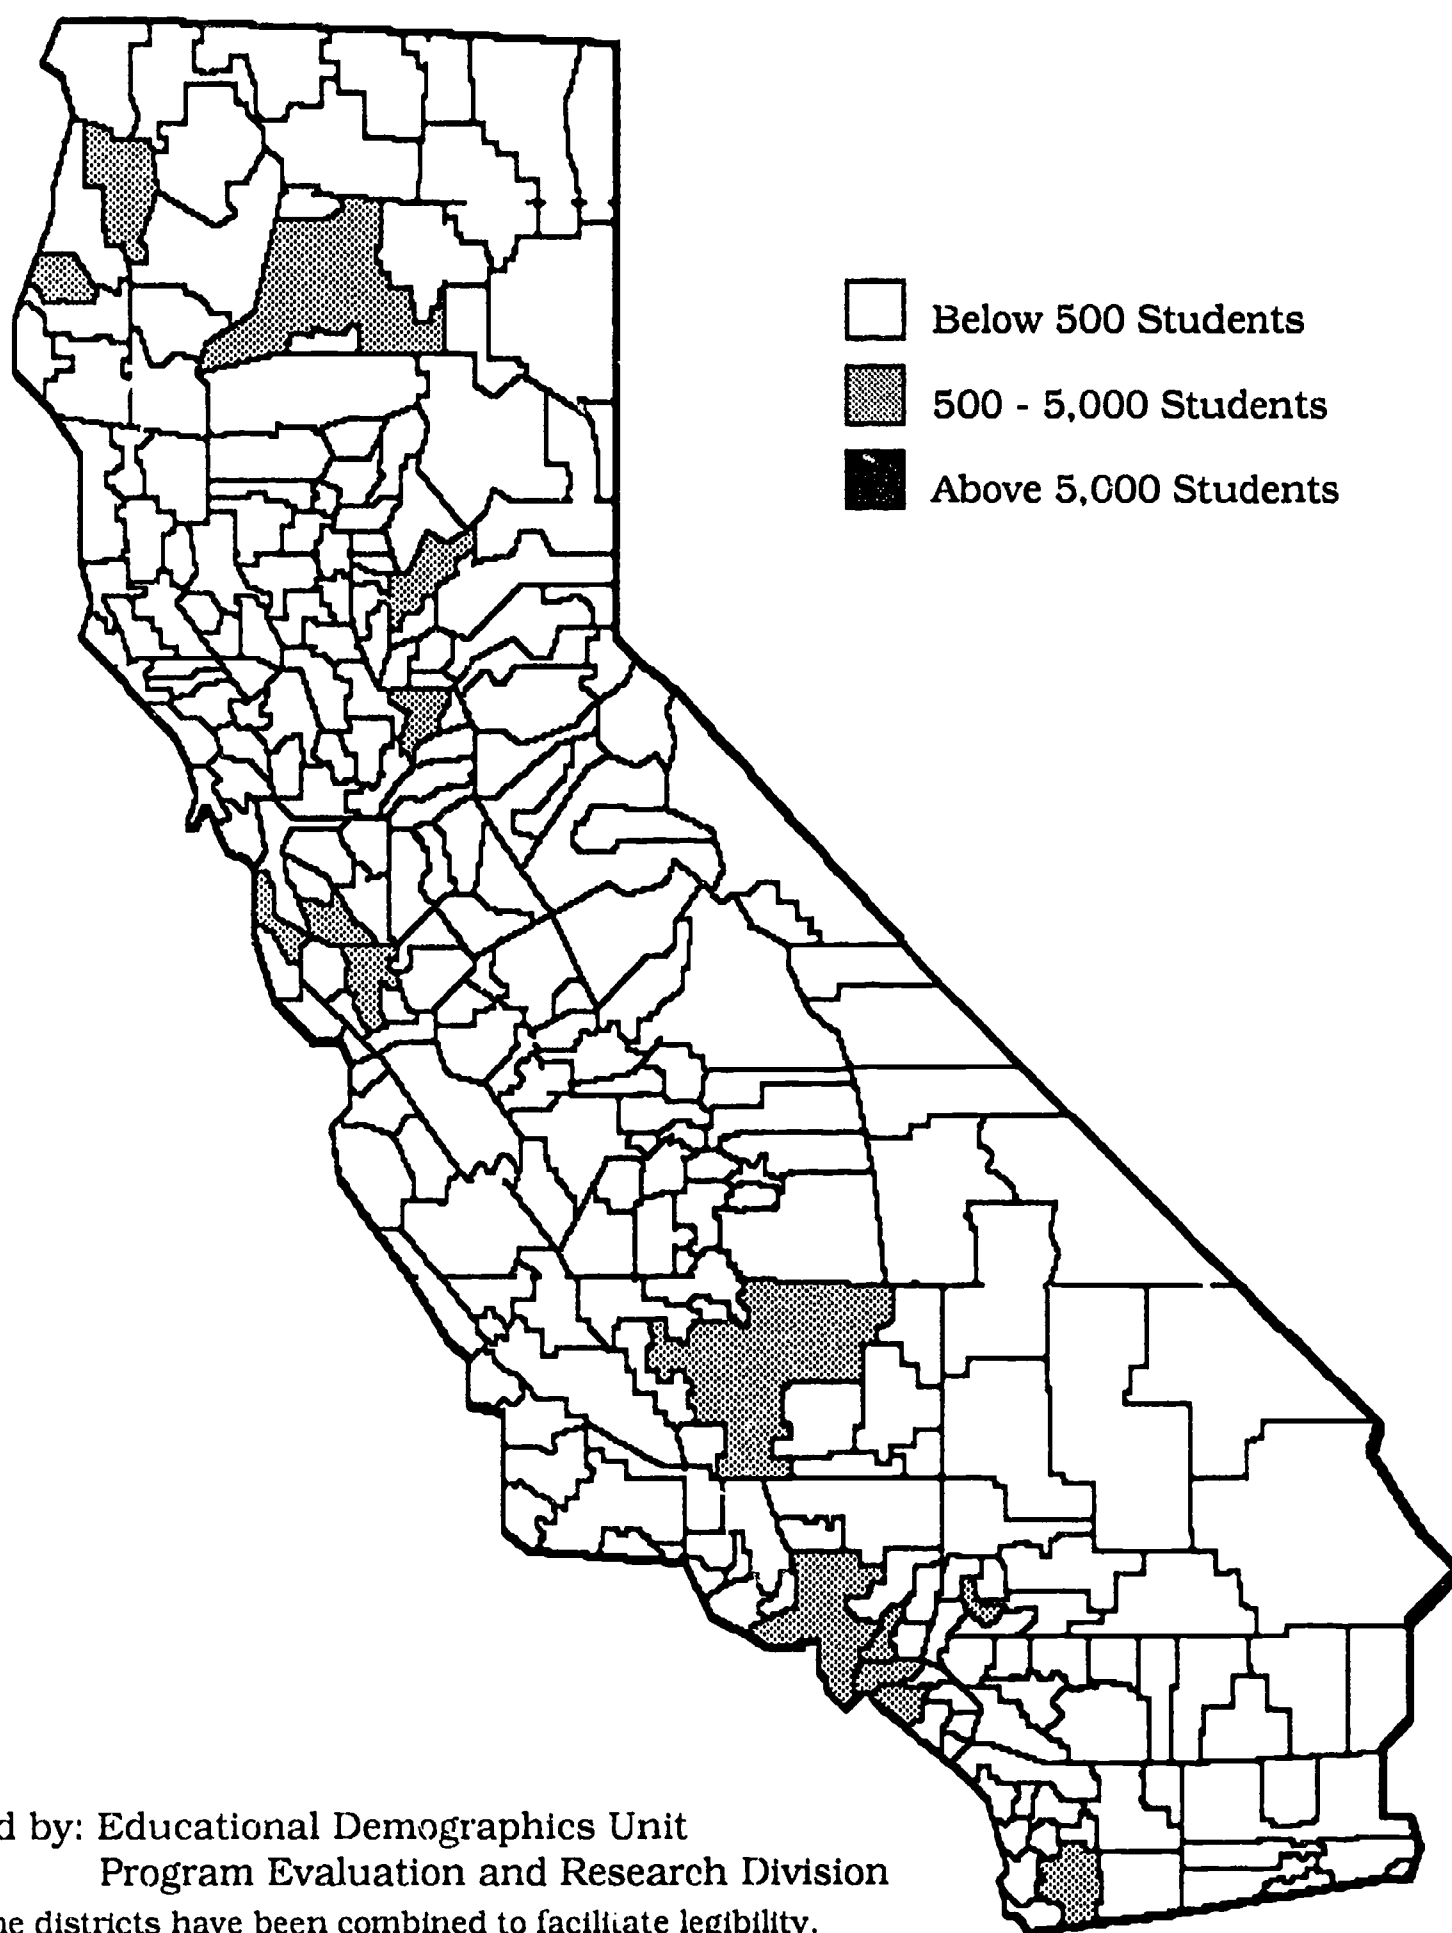 Below 500 Students
500 - 5,000 Students
Above 5,000 Students
d by: Educational Demographics Unit
Program Evaluation and Research Division
ne districts have been combined to facilitate legibility.